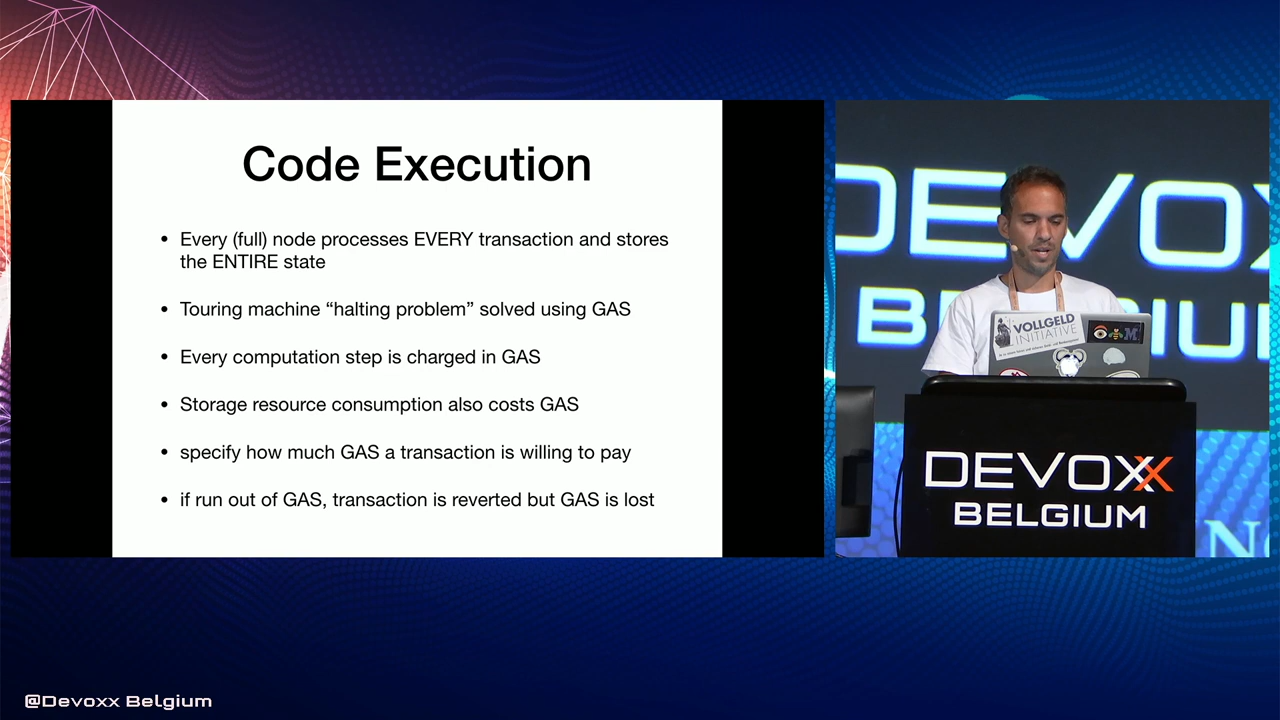 Code Execution
• Every (full) node processes EVERY transaction and stores
the ENTIRE state
• Touring machine “halting problem” solved using GAS
• Every computation step is charged in GAS
• Storage resource consumption also costs GAS
• specify how much GAS a transaction is willing to pay
• if run out of GAS, transaction is reverted but GAS is lost
DEVOX
BELGIUM
VOLLGELD
INITIATIVE
DEVOXX
BELGIUM
@Devoxx Belgium